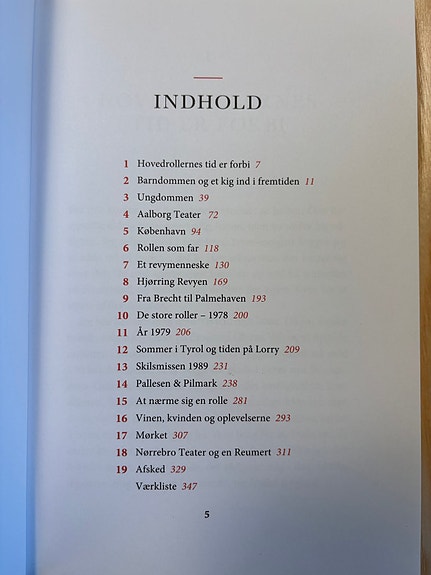 INDHOLD
1 Hovedrollernes tid er forbi 7
2 Barndommen og et kig ind i fremtiden 11
3 Ungdommen 39
4 Aalborg Teater 72
5 København 94
6 Rollen som far 118
7 Et revymenneske 130
8 Hjørring Revyen 169
9 Fra Brecht til Palmehaven 193
10 De store roller – 1978 200
11 År 1979 206
12 Sommer i Tyrol og tiden på Lorry 209
13 Skilsmissen 1989 231
14 Pallesen & Pilmark 238
15 At nærme sig en rolle 281
16 Vinen, kvinden og oplevelserne 293
17 Mørket 307
18 Nørrebro Teater og en Reumert 311
19 Afsked 329
Værkliste 347
5